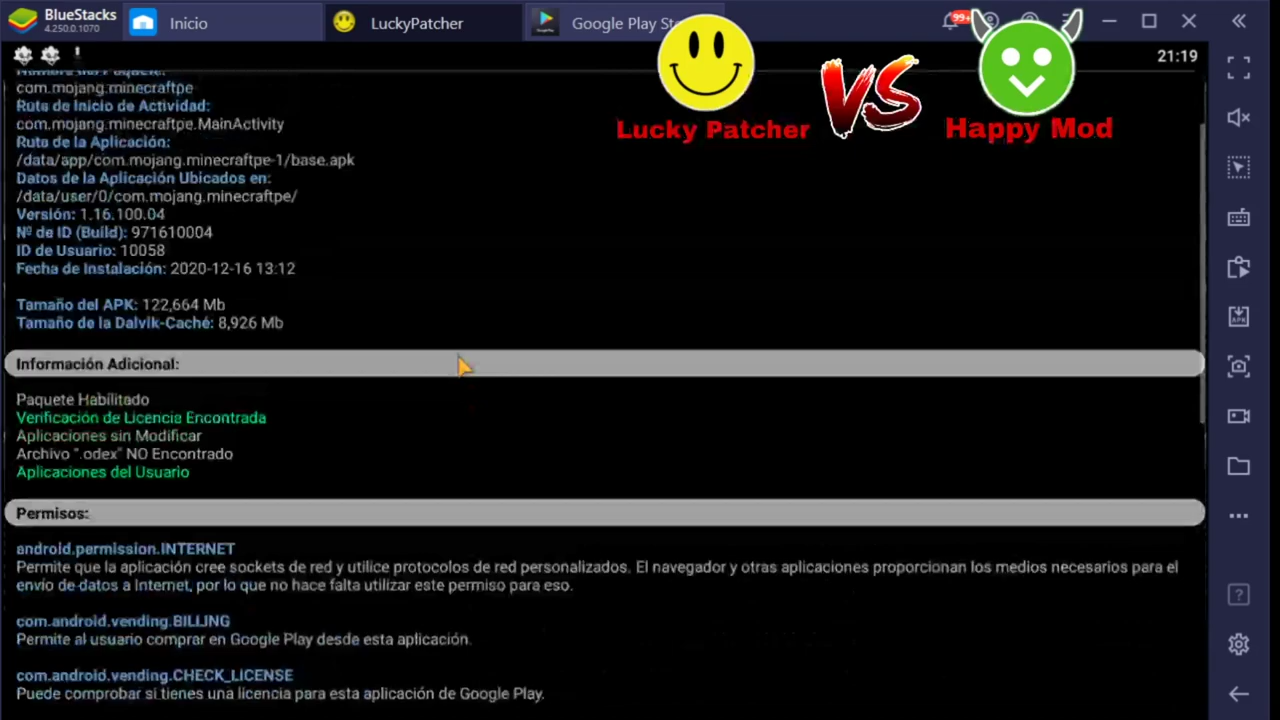 BlueStacks
4.250.0.1070
Inicio
LuckyPatcher
Google Play St
99+
21:19
Lucky Patcher
VS
Happy Mod
Nombre del Paquete:
com.mojang.minecraftpe
Ruta de Inicio de Actividad:
com.mojang.minecraftpe.MainActivity
Ruta de la Aplicación:
/data/app/com.mojang.minecraftpe-1/base.apk
Datos de la Aplicación Ubicados en:
/data/user/0/com.mojang.minecraftpe/
Versión: 1.16.100.04
Nº de ID (Build): 971610004
ID de Usuario: 10058
Fecha de Instalación: 2020-12-16 13:12
Tamaño del APK: 122,664 Mb
Tamaño de la Dalvik-Caché: 8,926 Mb
Información Adicional:
Paquete Habilitado
Verificación de Licencia Encontrada
Aplicaciones sin Modificar
Archivo ".odex" NO Encontrado
Aplicaciones del Usuario
Permisos:
android.permission.INTERNET
Permite que la aplicación cree sockets de red y utilice protocolos de red personalizados. El navegador y otras aplicaciones proporcionan los medios necesarios para el
envío de datos a Internet, por lo que no hace falta utilizar este permiso para eso.
com.android.vending.BILLING
Permite al usuario comprar en Google Play desde esta aplicación.
com.android.vending.CHECK_LICENSE
Puede comprobar si tienes una licencia para esta aplicación de Google Play.